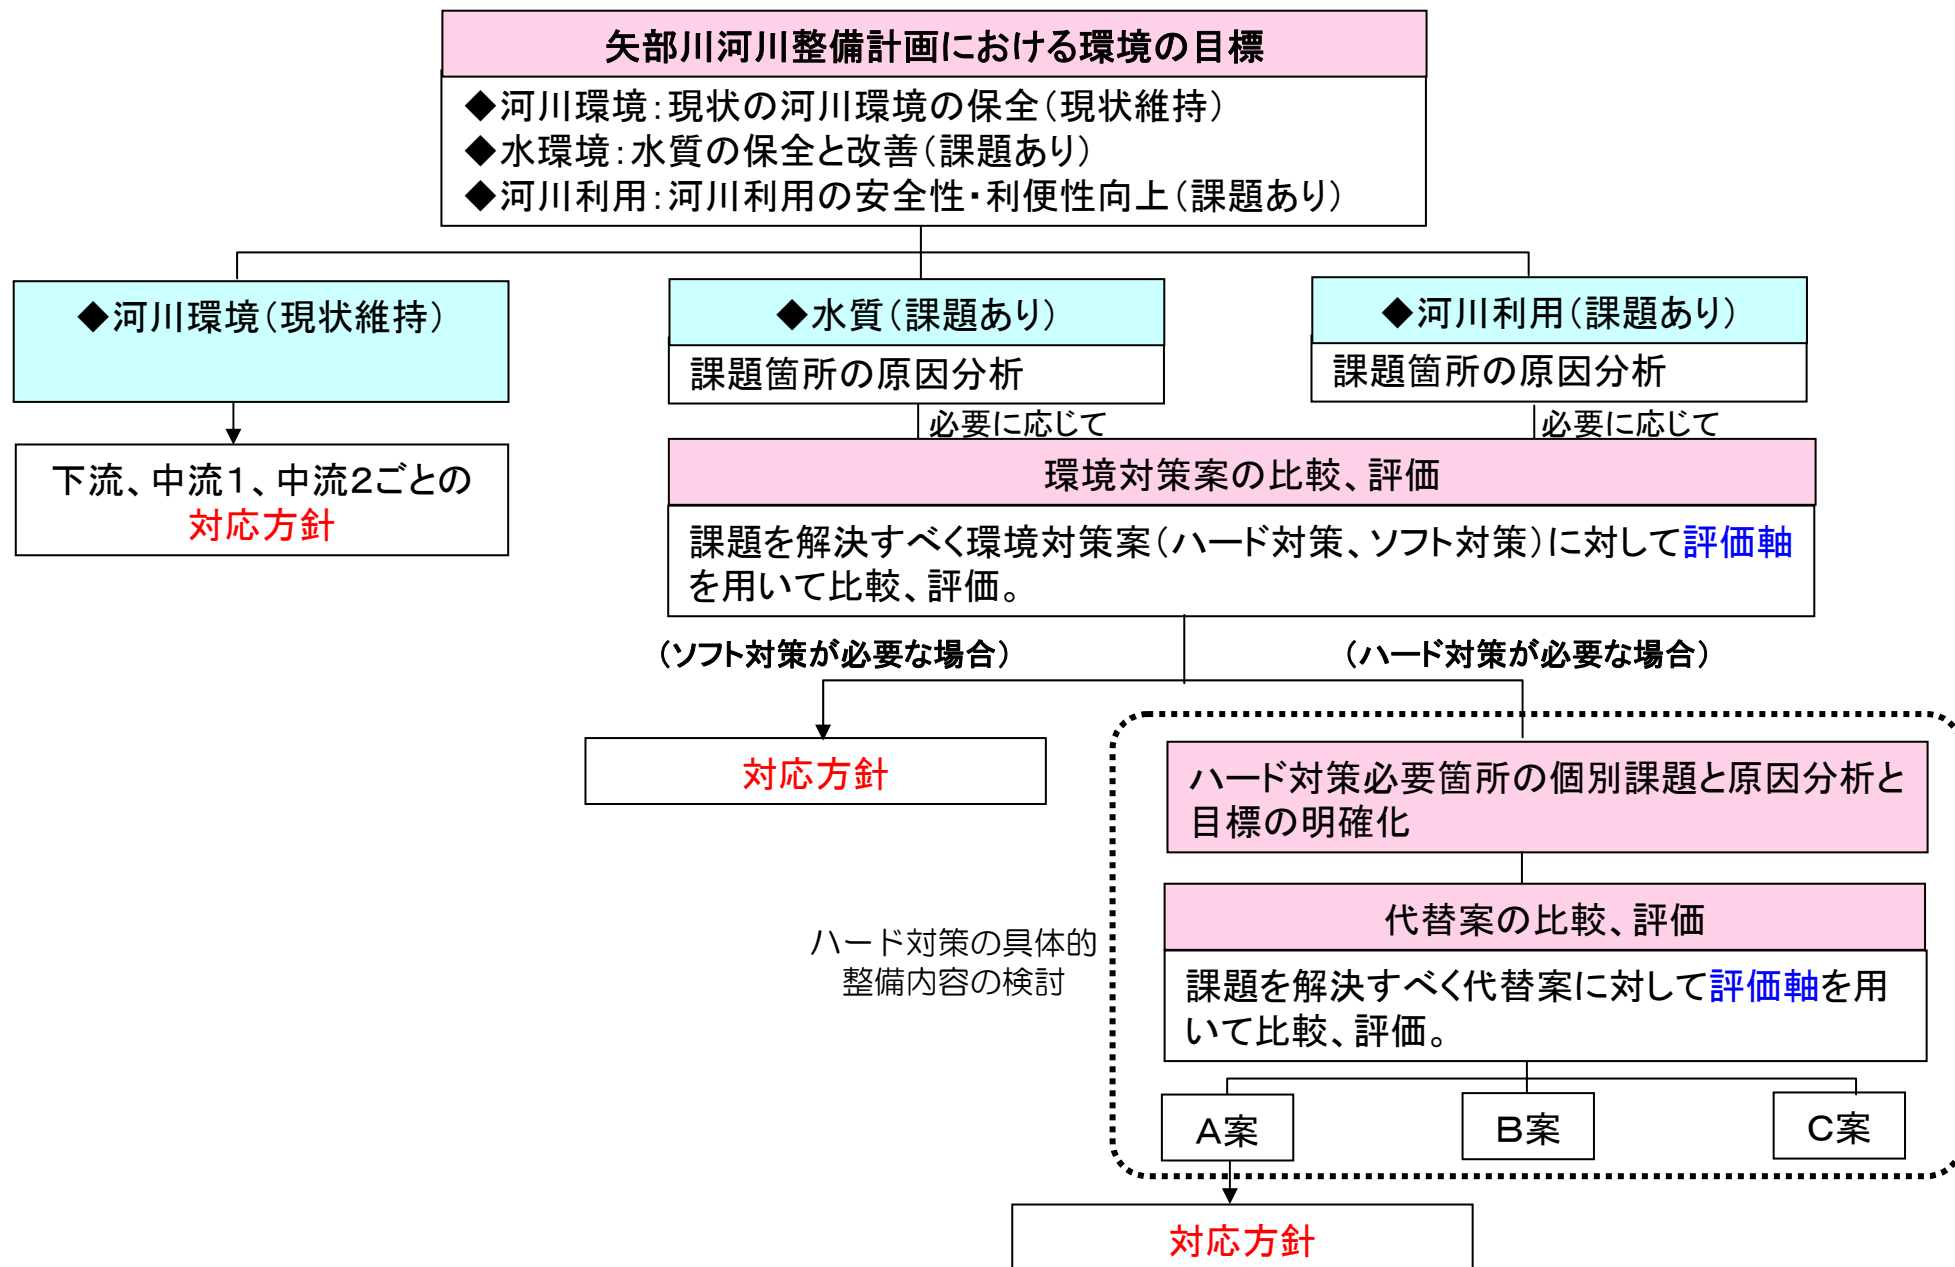 矢部川河川整備計画における環境の目標
◆河川環境：現状の河川環境の保全（現状維持）
◆水環境：水質の保全と改善（課題あり）
◆河川利用：河川利用の安全性・利便性向上（課題あり）
◆河川環境（現状維持）
◆水質（課題あり）
◆河川利用（課題あり）
課題箇所の原因分析
課題箇所の原因分析
必要に応じて
必要に応じて
下流、中流１、中流２ごとの
対応方針
環境対策案の比較、評価
課題を解決すべく環境対策案（ハード対策、ソフト対策）に対して評価軸
を用いて比較、評価。
（ソフト対策が必要な場合）
（ハード対策が必要な場合）
対応方針
ハード対策必要箇所の個別課題と原因分析と
目標の明確化
代替案の比較、評価
ハード対策の具体的
整備内容の検討
課題を解決すべく代替案に対して評価軸を用
いて比較、評価。
Ａ案
Ｂ案
Ｃ案
対応方針